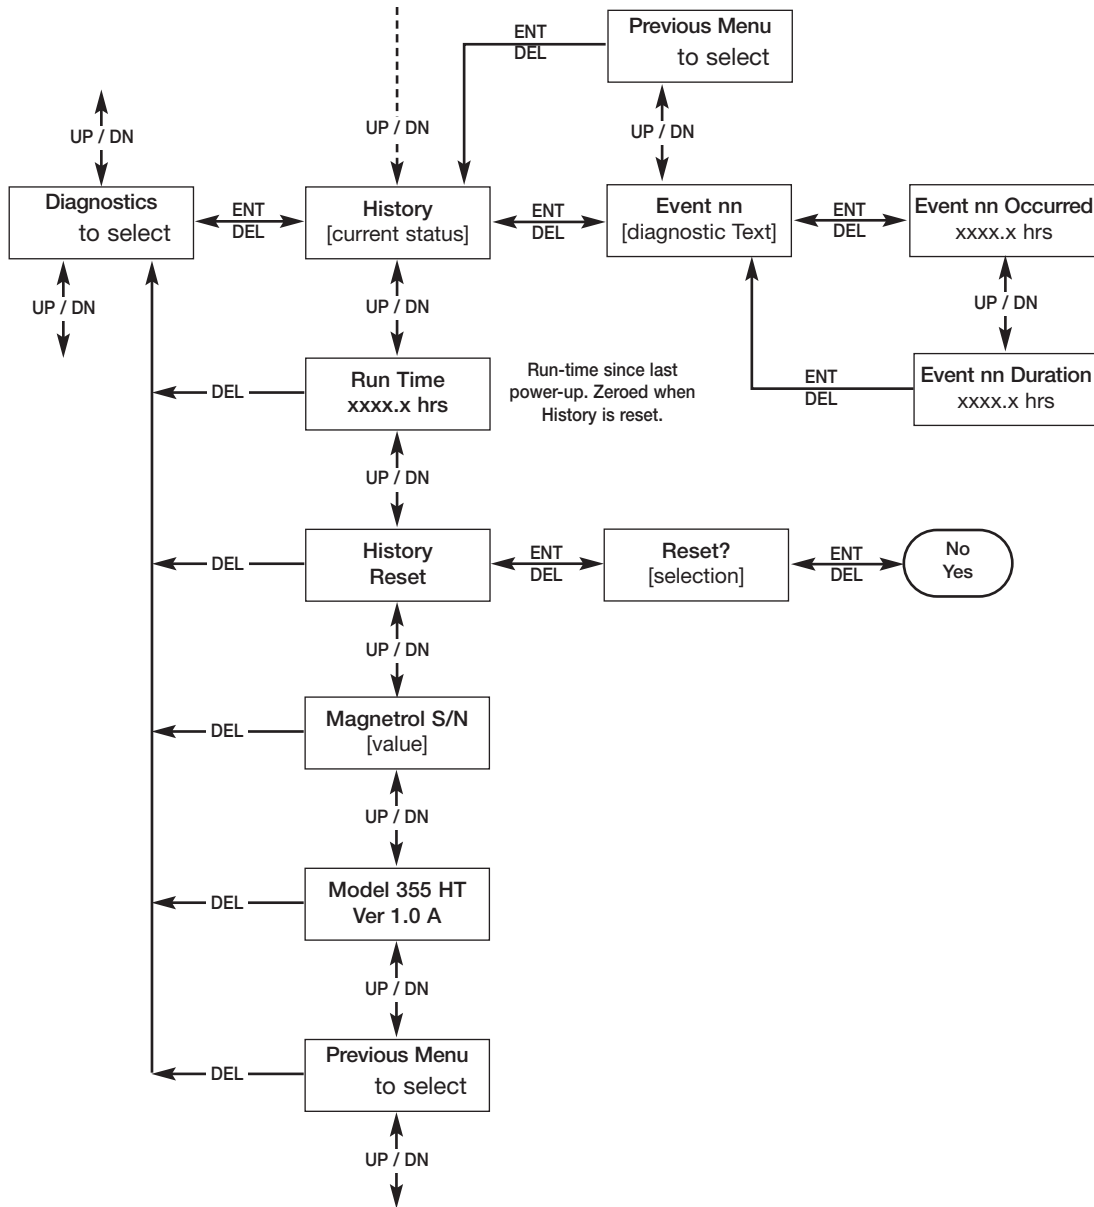 ENT
DEL
Previous Menu
to select
UP / DN
UP / DN
UP / DN
Diagnostics
to select
ENT
DEL
History
[current status]
ENT
DEL
Event nn
[diagnostic Text]
ENT
DEL
Event nn Occurred
xxxx.x hrs
UP / DN
UP / DN
UP / DN
DEL
Run Time
xxxx.x hrs
Run-time since last
power-up. Zeroed when
History is reset.
ENT
DEL
Event nn Duration
xxxx.x hrs
UP / DN
DEL
History
Reset
ENT
DEL
Reset?
[selection]
ENT
DEL
No
Yes
UP / DN
DEL
Magnetrol S/N
[value]
UP / DN
DEL
Model 355 HT
Ver 1.0 A
UP / DN
DEL
Previous Menu
to select
UP / DN